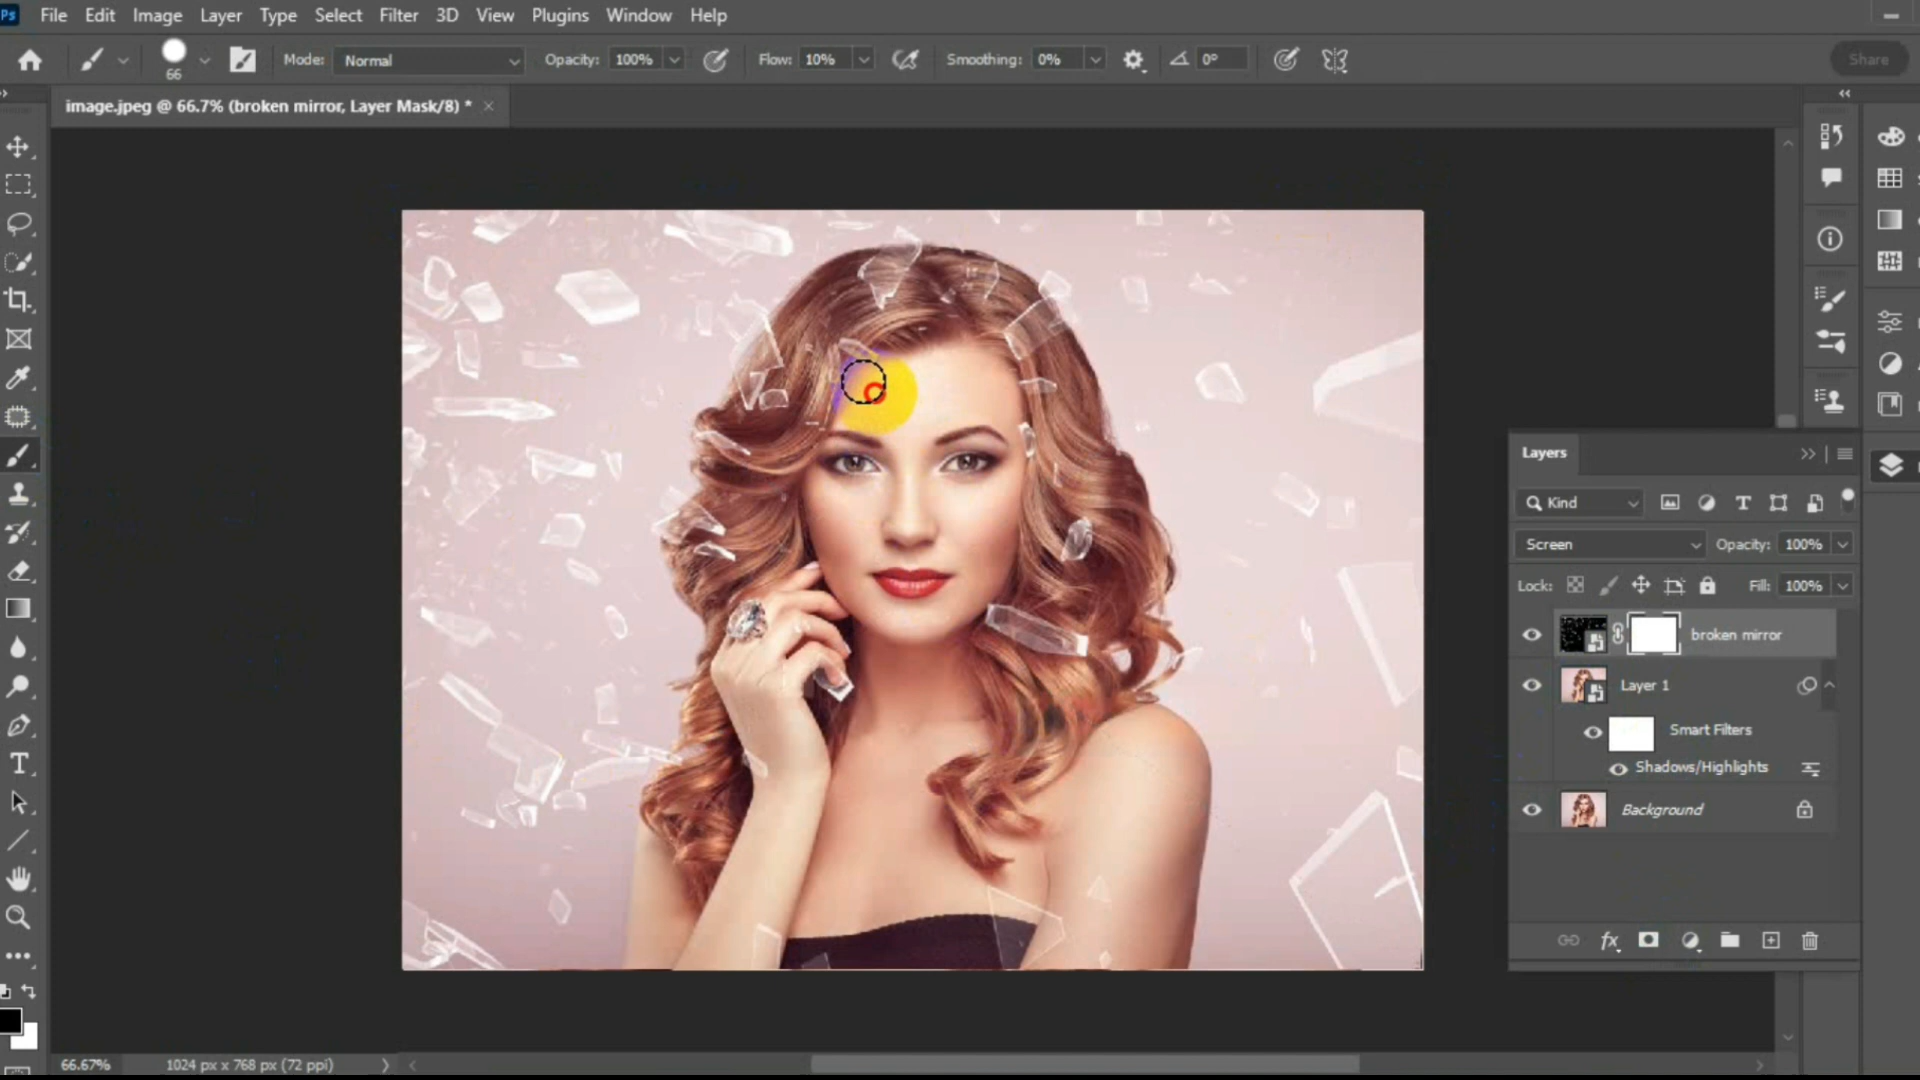 Ps File Edit Image Layer Type Select Filter 3D View Plugins Window Help
66 Mode: Normal Opacity: 100% Flow: 10% Smoothing: 0% 0° Share
image.jpeg @ 66.7% (broken mirror, Layer Mask/8) *
Layers
Kind
Screen Opacity: 100%
Lock: Fill: 100%
broken mirror
Layer 1
Smart Filters
Shadows/Highlights
Background
fx
66.67% 1024 px x 768 px (72 ppi)